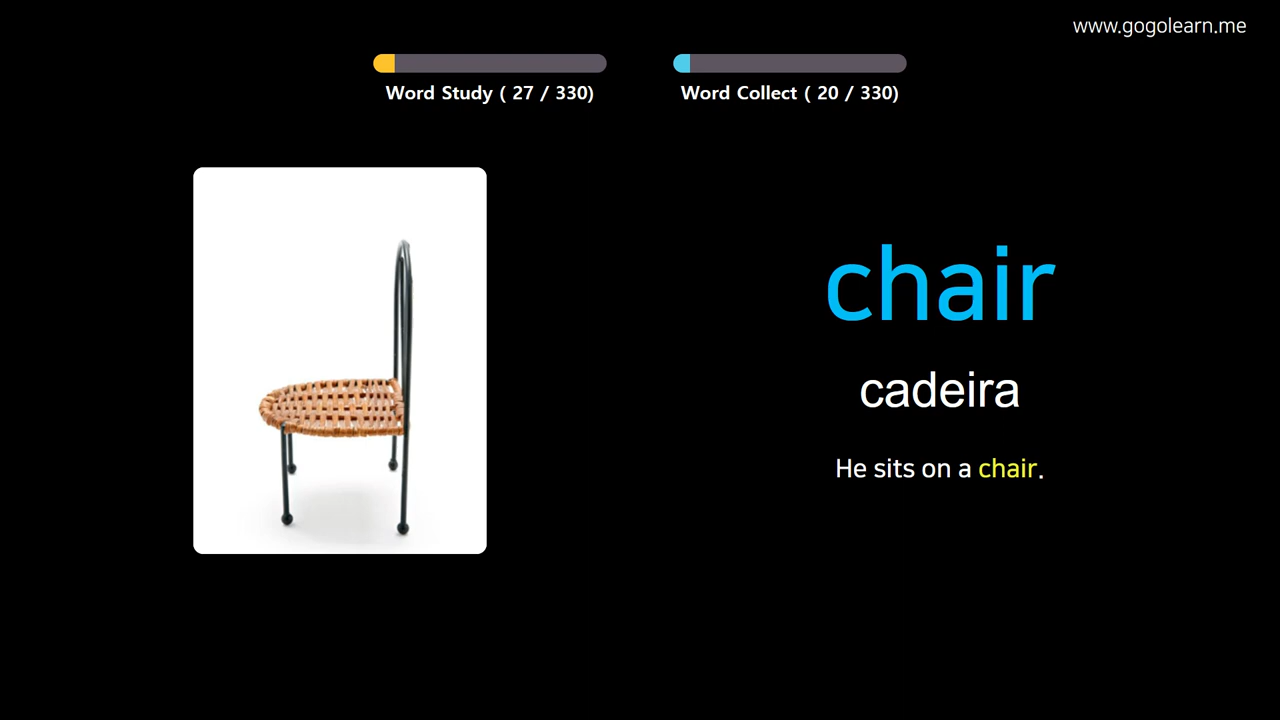 www.gogolearn.me
Word Study ( 27 / 330)
Word Collect ( 20 / 330)
chair
cadeira
He sits on a chair.